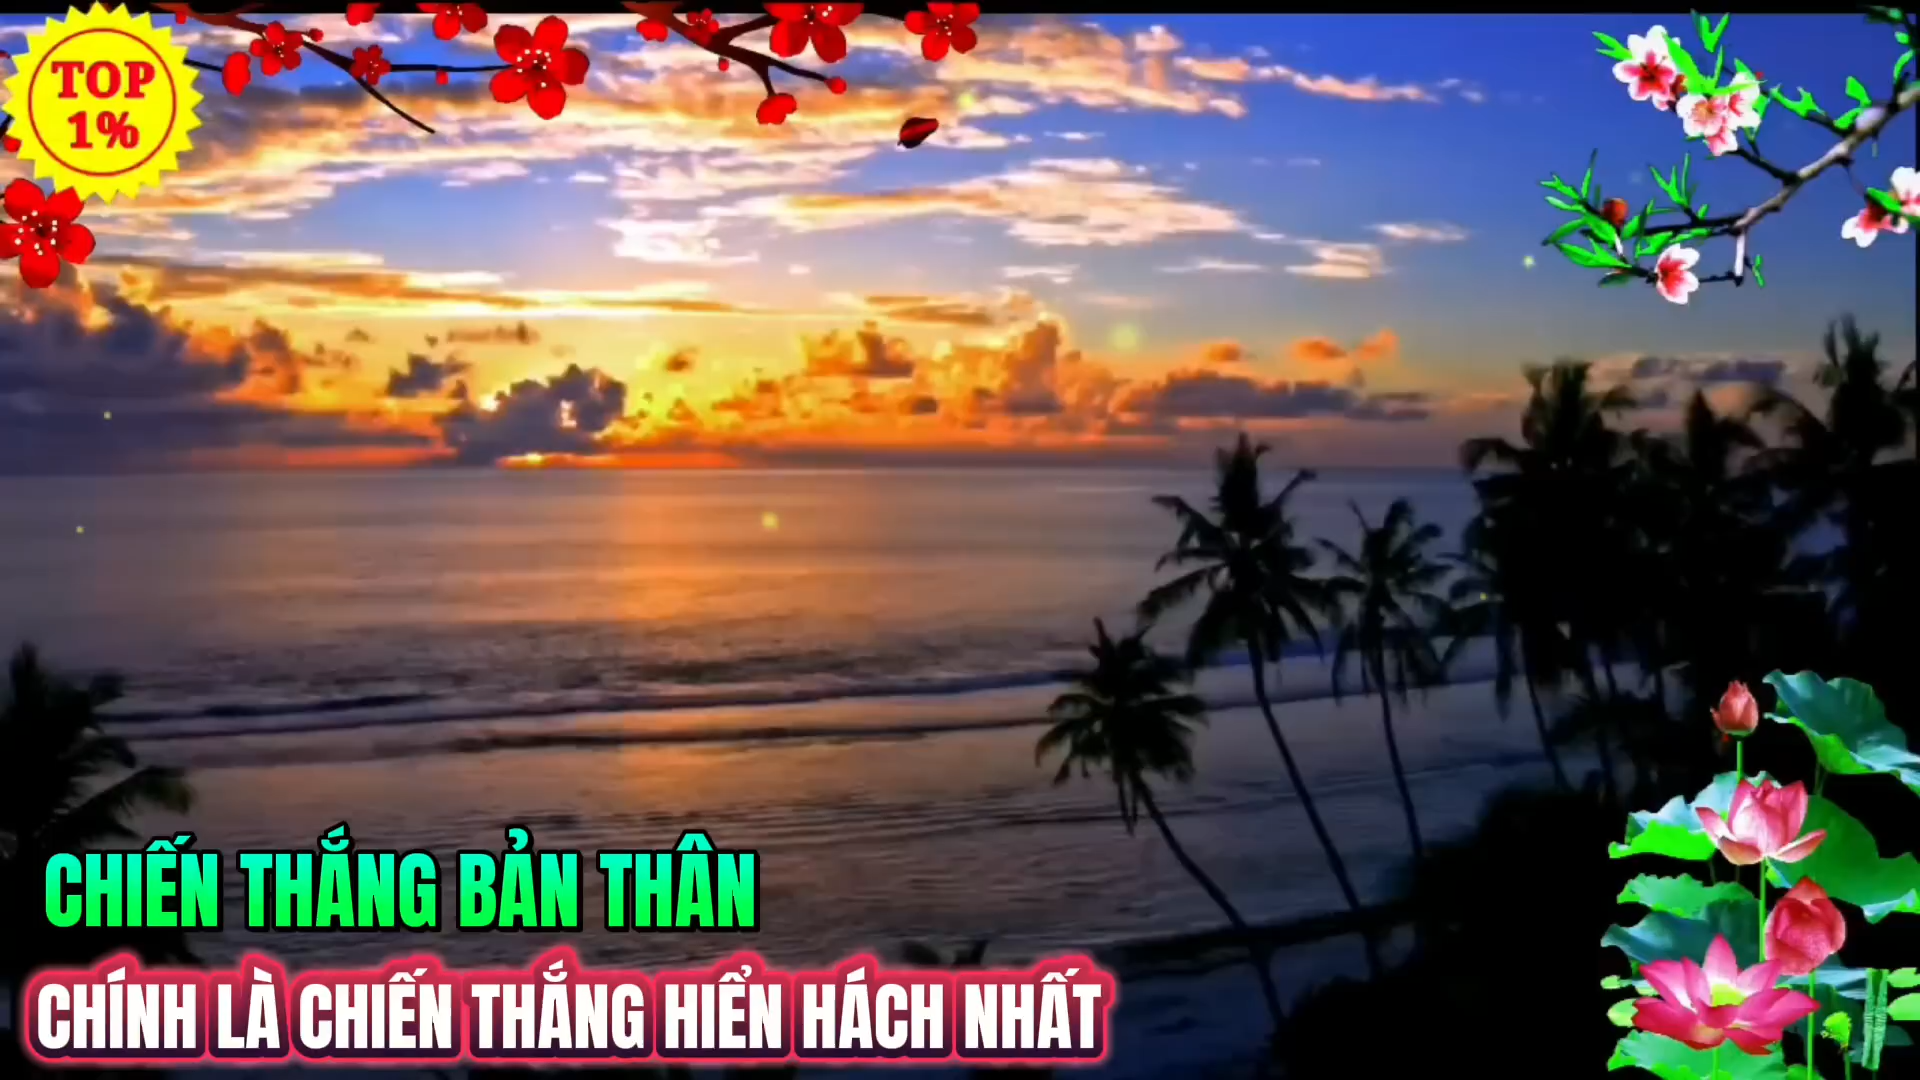 TOP
1%
CHIẾN THẮNG BẢN THÂN
CHÍNH LÀ CHIẾN THẮNG HIỂN HÁCH NHẤT